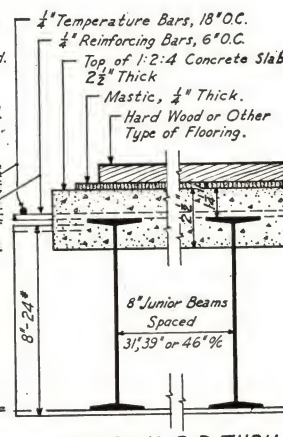 ¼" Temperature Bars, 18" O.C.
¼" Reinforcing Bars, 6" O.C.
Top of 1:2:4 Concrete Slab
2½" Thick
Mastic, ¼" Thick.
Hard Wood or Other
Type of Flooring.
2½"
8"-24"
8" Junior Beams
Spaced
31", 39" or 46" %